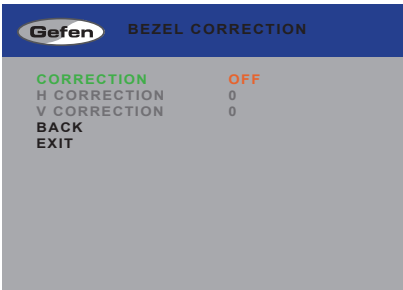 Gefen BEZEL CORRECTION
CORRECTION OFF
H CORRECTION 0
V CORRECTION 0
BACK
EXIT